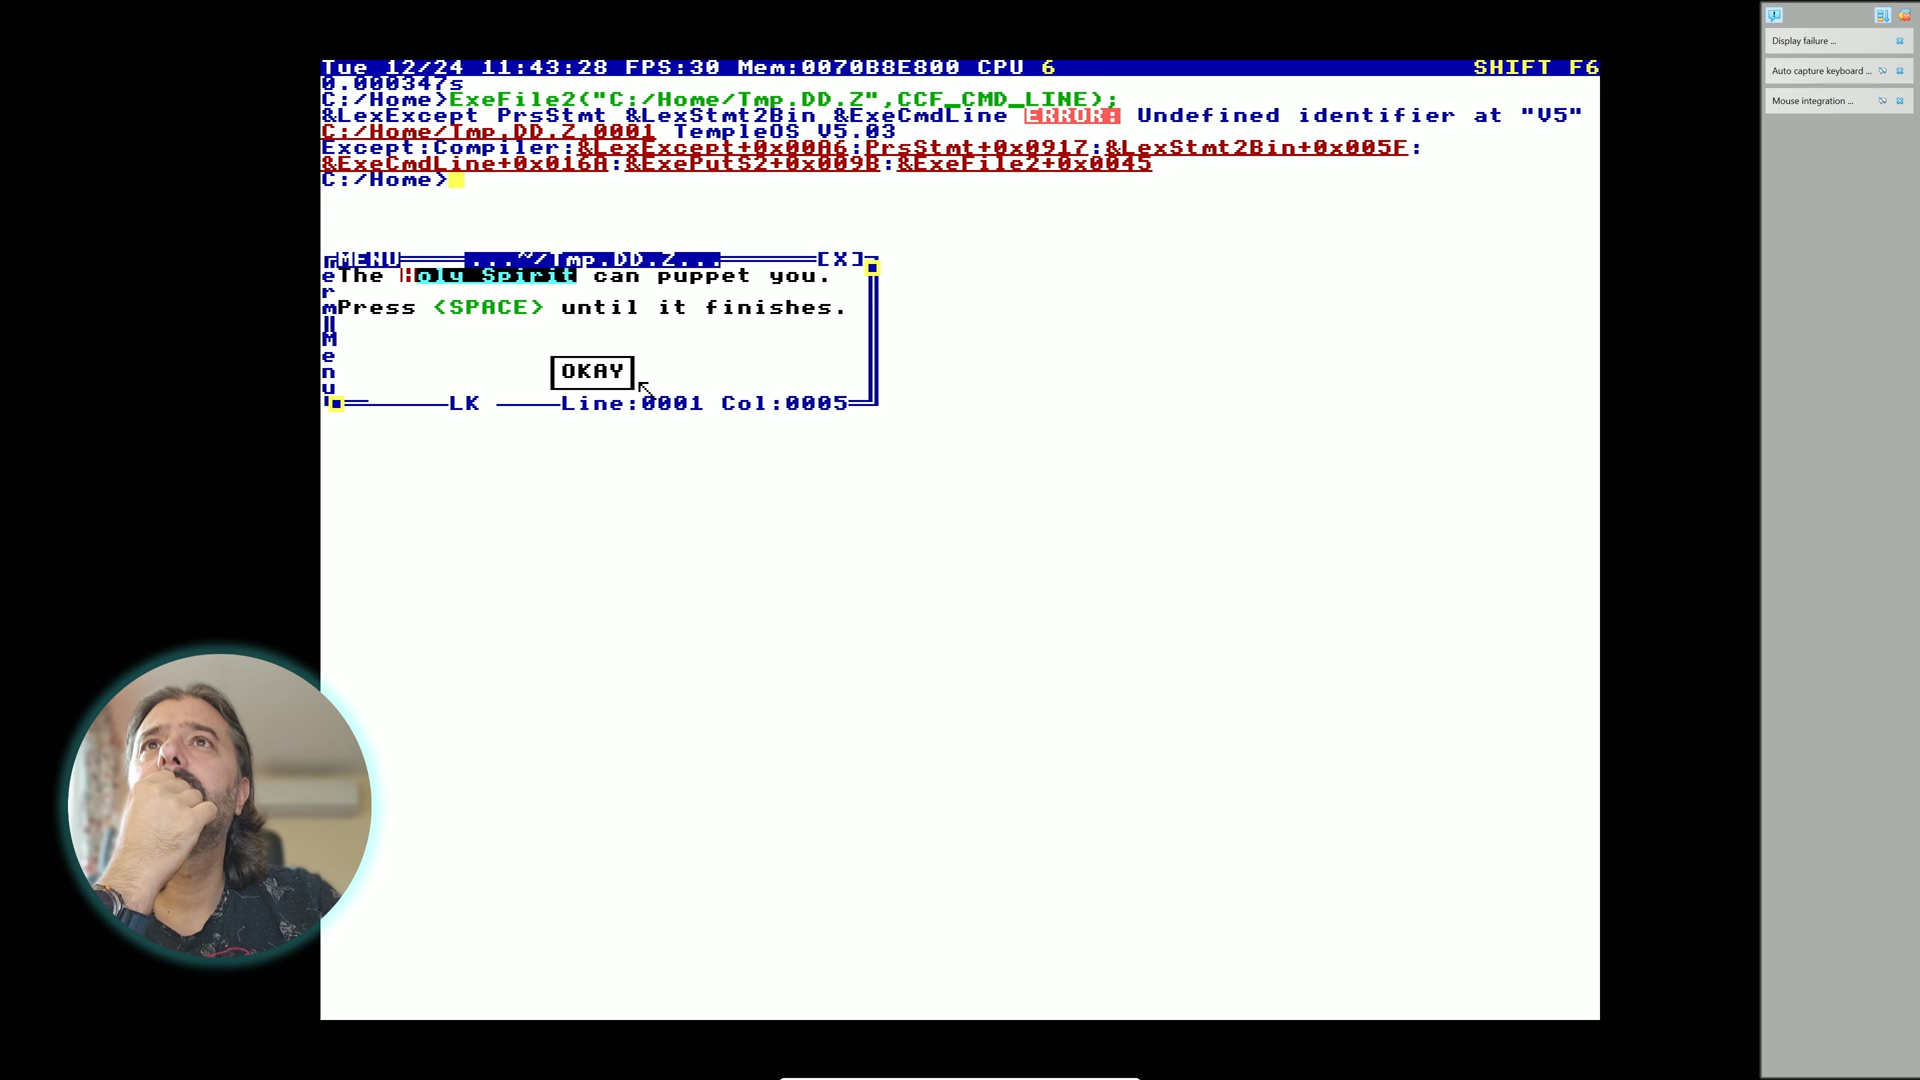 Tue 12/24 11:43:28 FPS:30 Mem:0070B8E800 CPU 6 SHIFT F6
0.000347s
C:/Home>ExeFile2("C:/Home/Tmp.DD.Z",CCF_CMD_LINE);
&LexExcept PrsStmt &LexStmt2Bin &ExeCmdLine ERROR: Undefined identifier at "V5"
C:/Home/Tmp.DD.Z,0001 TempleOS V5.03
Except:Compiler:&LexExcept+0x00A6:PrsStmt+0x0917:&LexStmt2Bin+0x005F:
&ExeCmdLine+0x016A:&ExePutS2+0x009B:&ExeFile2+0x0045
C:/Home>
MENU ...~/Tmp.DD.Z... [X]
The Holy Spirit can puppet you.
Press <SPACE> until it finishes.
erm Menu
OKAY
LK Line:0001 Col:0005
Display failure ...
Auto capture keyboard ...
Mouse integration ...